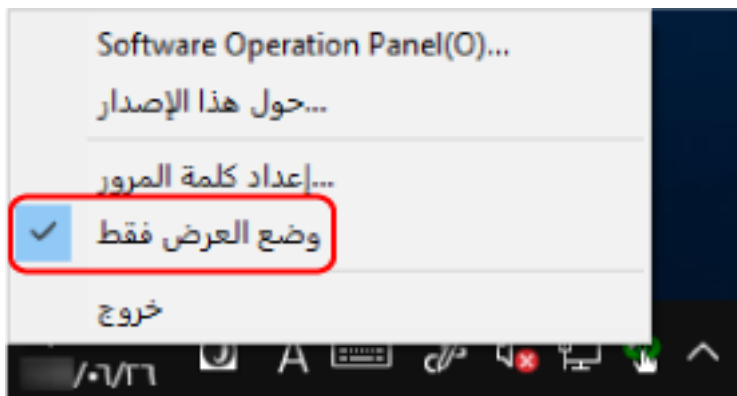 Software Operation Panel(O)...
حول هذا الإصدار...
إعداد كلمة المرور...
وضع العرض فقط
خروج
A
/٠٦/٢٦